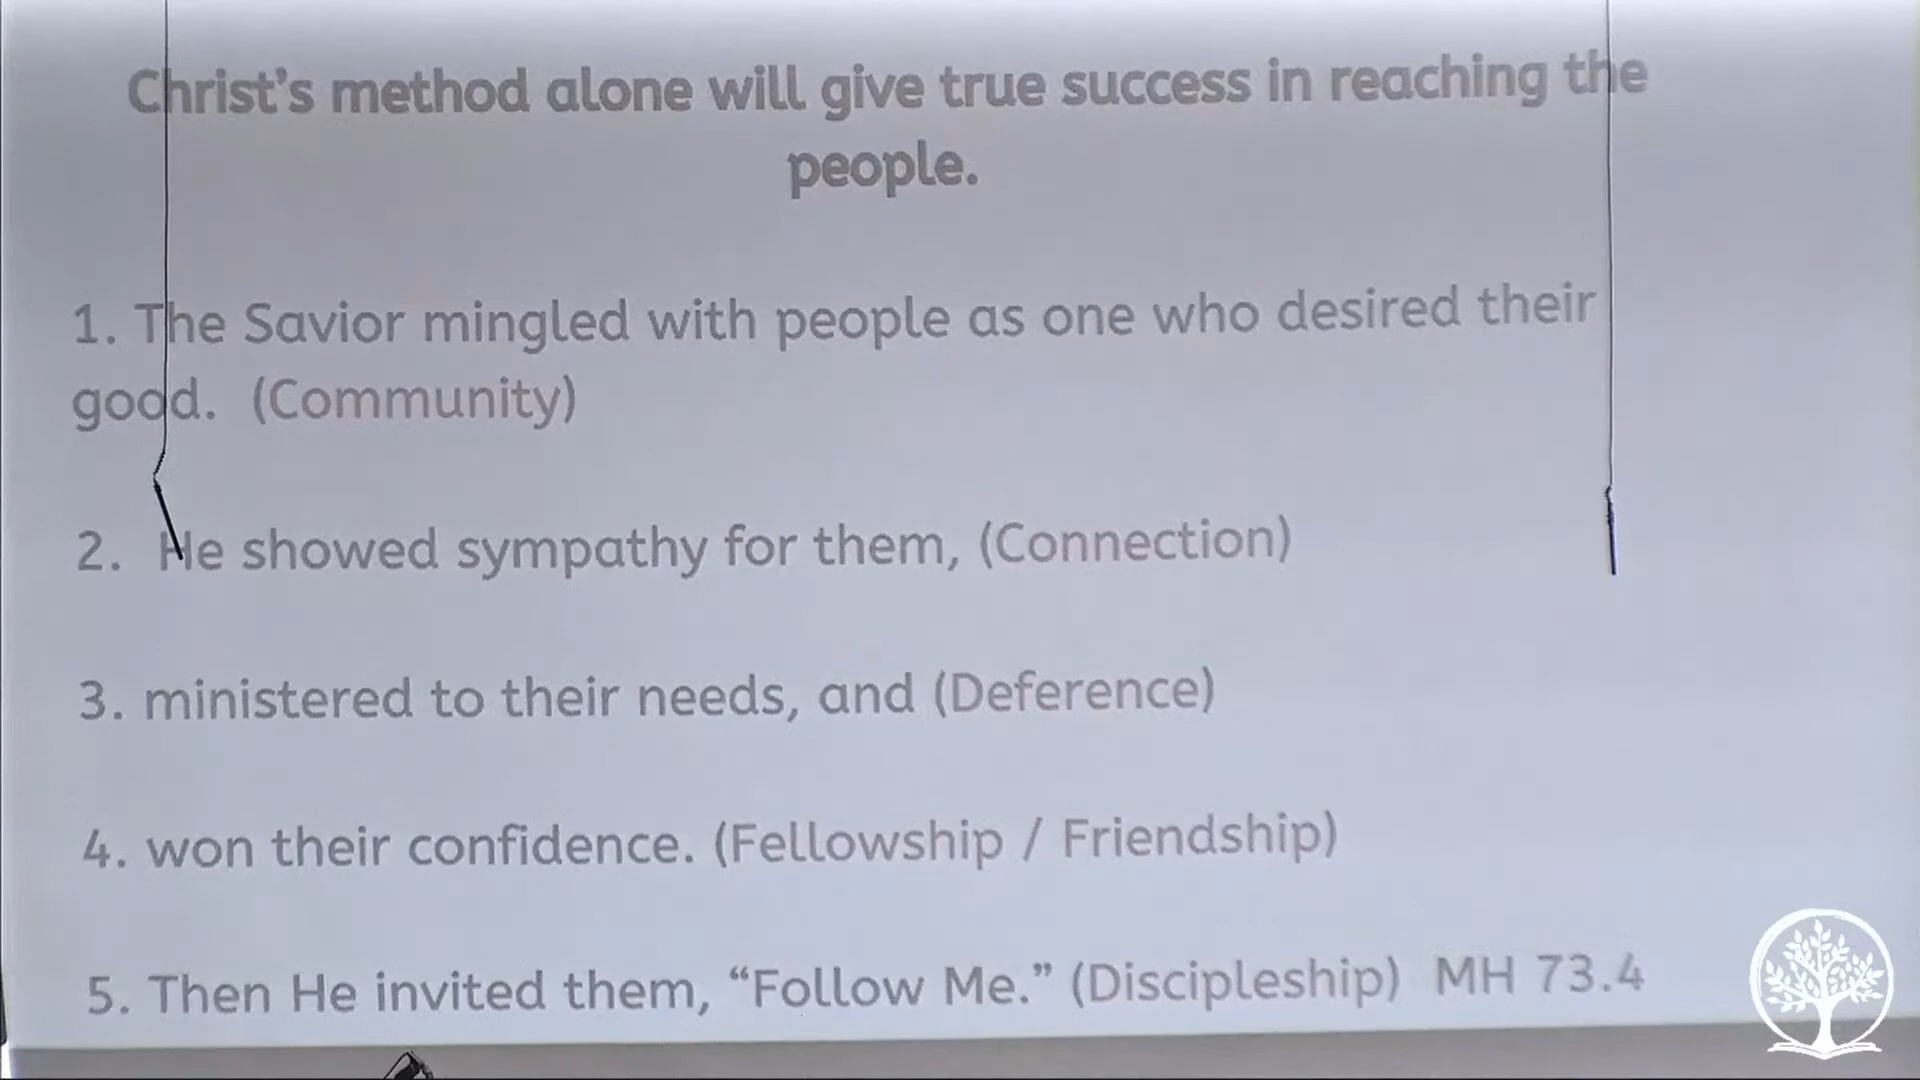 Christ's method alone will give true success in reaching the
people.
1. The Savior mingled with people as one who desired their
good. (Community)
2. He showed sympathy for them, (Connection)
3. ministered to their needs, and (Deference)
4. won their confidence. (Fellowship / Friendship)
5. Then He invited them, “Follow Me.” (Discipleship) MH 73.4